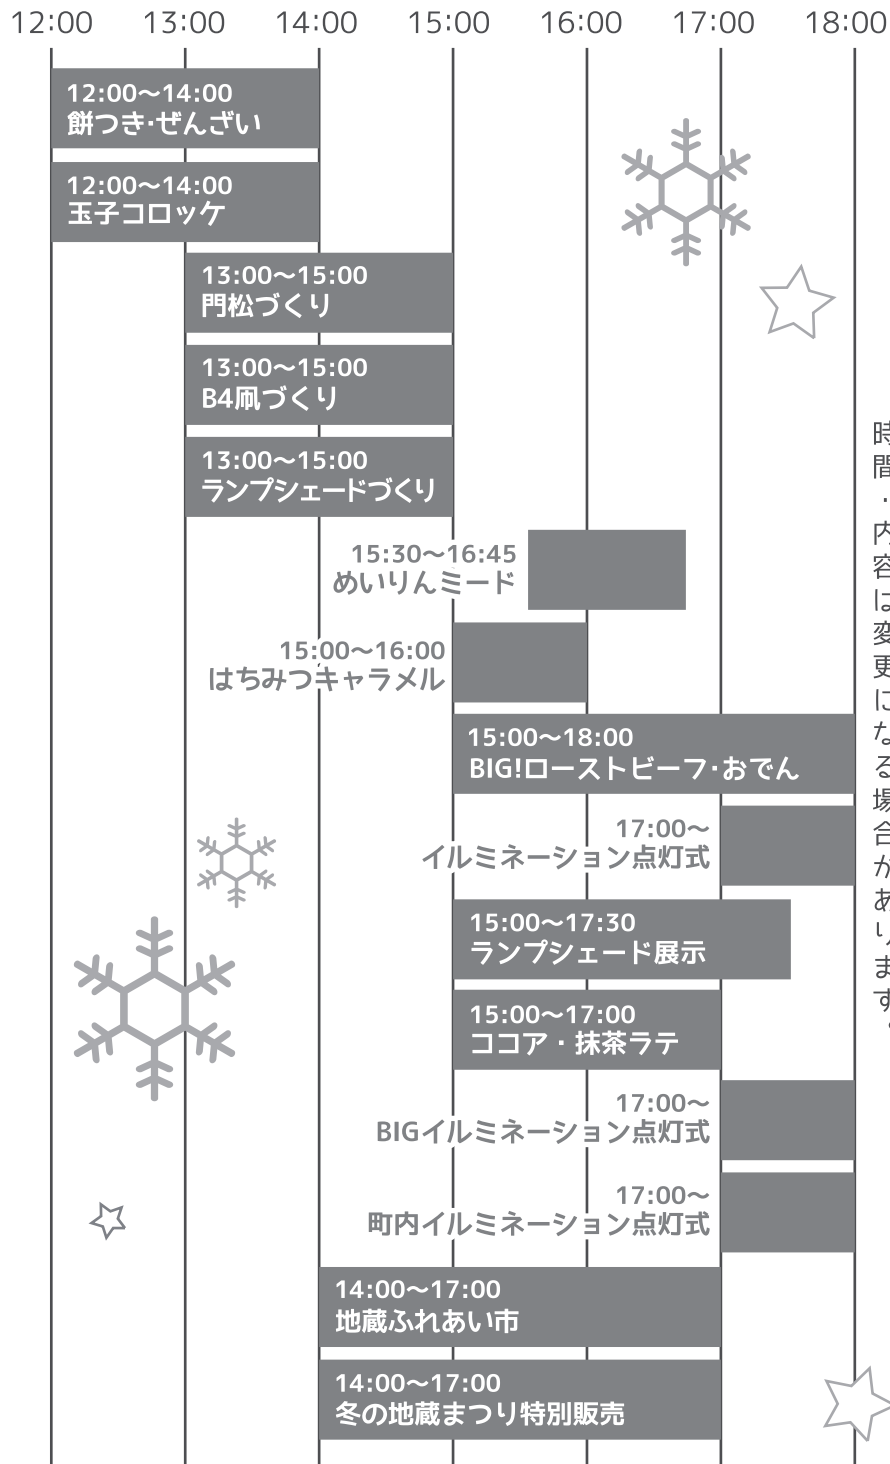 12:00 13:00 14:00 15:00 16:00 17:00 18:00
12:00〜14:00
餅つき・ぜんざい
12:00〜14:00
玉子コロッケ
13:00〜15:00
門松づくり
13:00〜15:00
B4凧づくり
13:00〜15:00
ランプシェードづくり
15:30〜16:45
めいりんミード
15:00〜16:00
はちみつキャラメル
15:00〜18:00
BIG!ローストビーフ・おでん
17:00〜
イルミネーション点灯式
15:00〜17:30
ランプシェード展示
15:00〜17:00
ココア・抹茶ラテ
17:00〜
BIGイルミネーション点灯式
17:00〜
町内イルミネーション点灯式
14:00〜17:00
地蔵ふれあい市
14:00〜17:00
冬の地蔵まつり特別販売
時間・内容は変更になる場合があります。